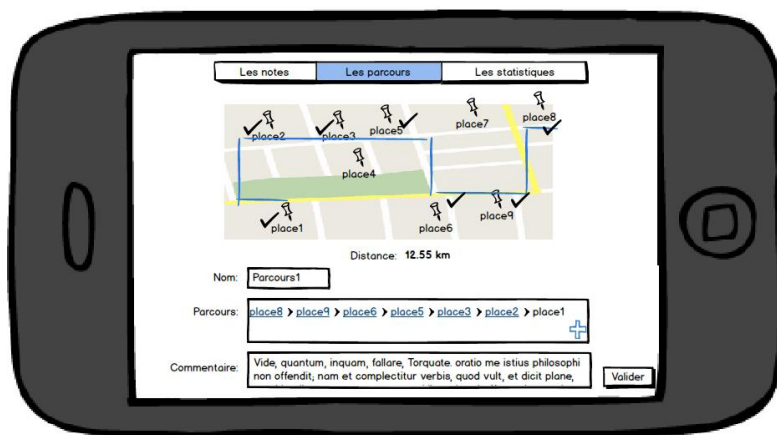 Les notes
Les parcours
Les statistiques
place2
place3
place5
place7
place8
place4
place1
place6
place9
Distance: 12.55 km
Nom: Parcours1
Parcours: place8 > place9 > place6 > place5 > place3 > place2 > place1
Commentaire: Vide, quantum, inquam, fallare, Torquate. oratio me istius philosophi
non offendit; nam et complectitur verbis, quod vult, et dicit plane,
Valider